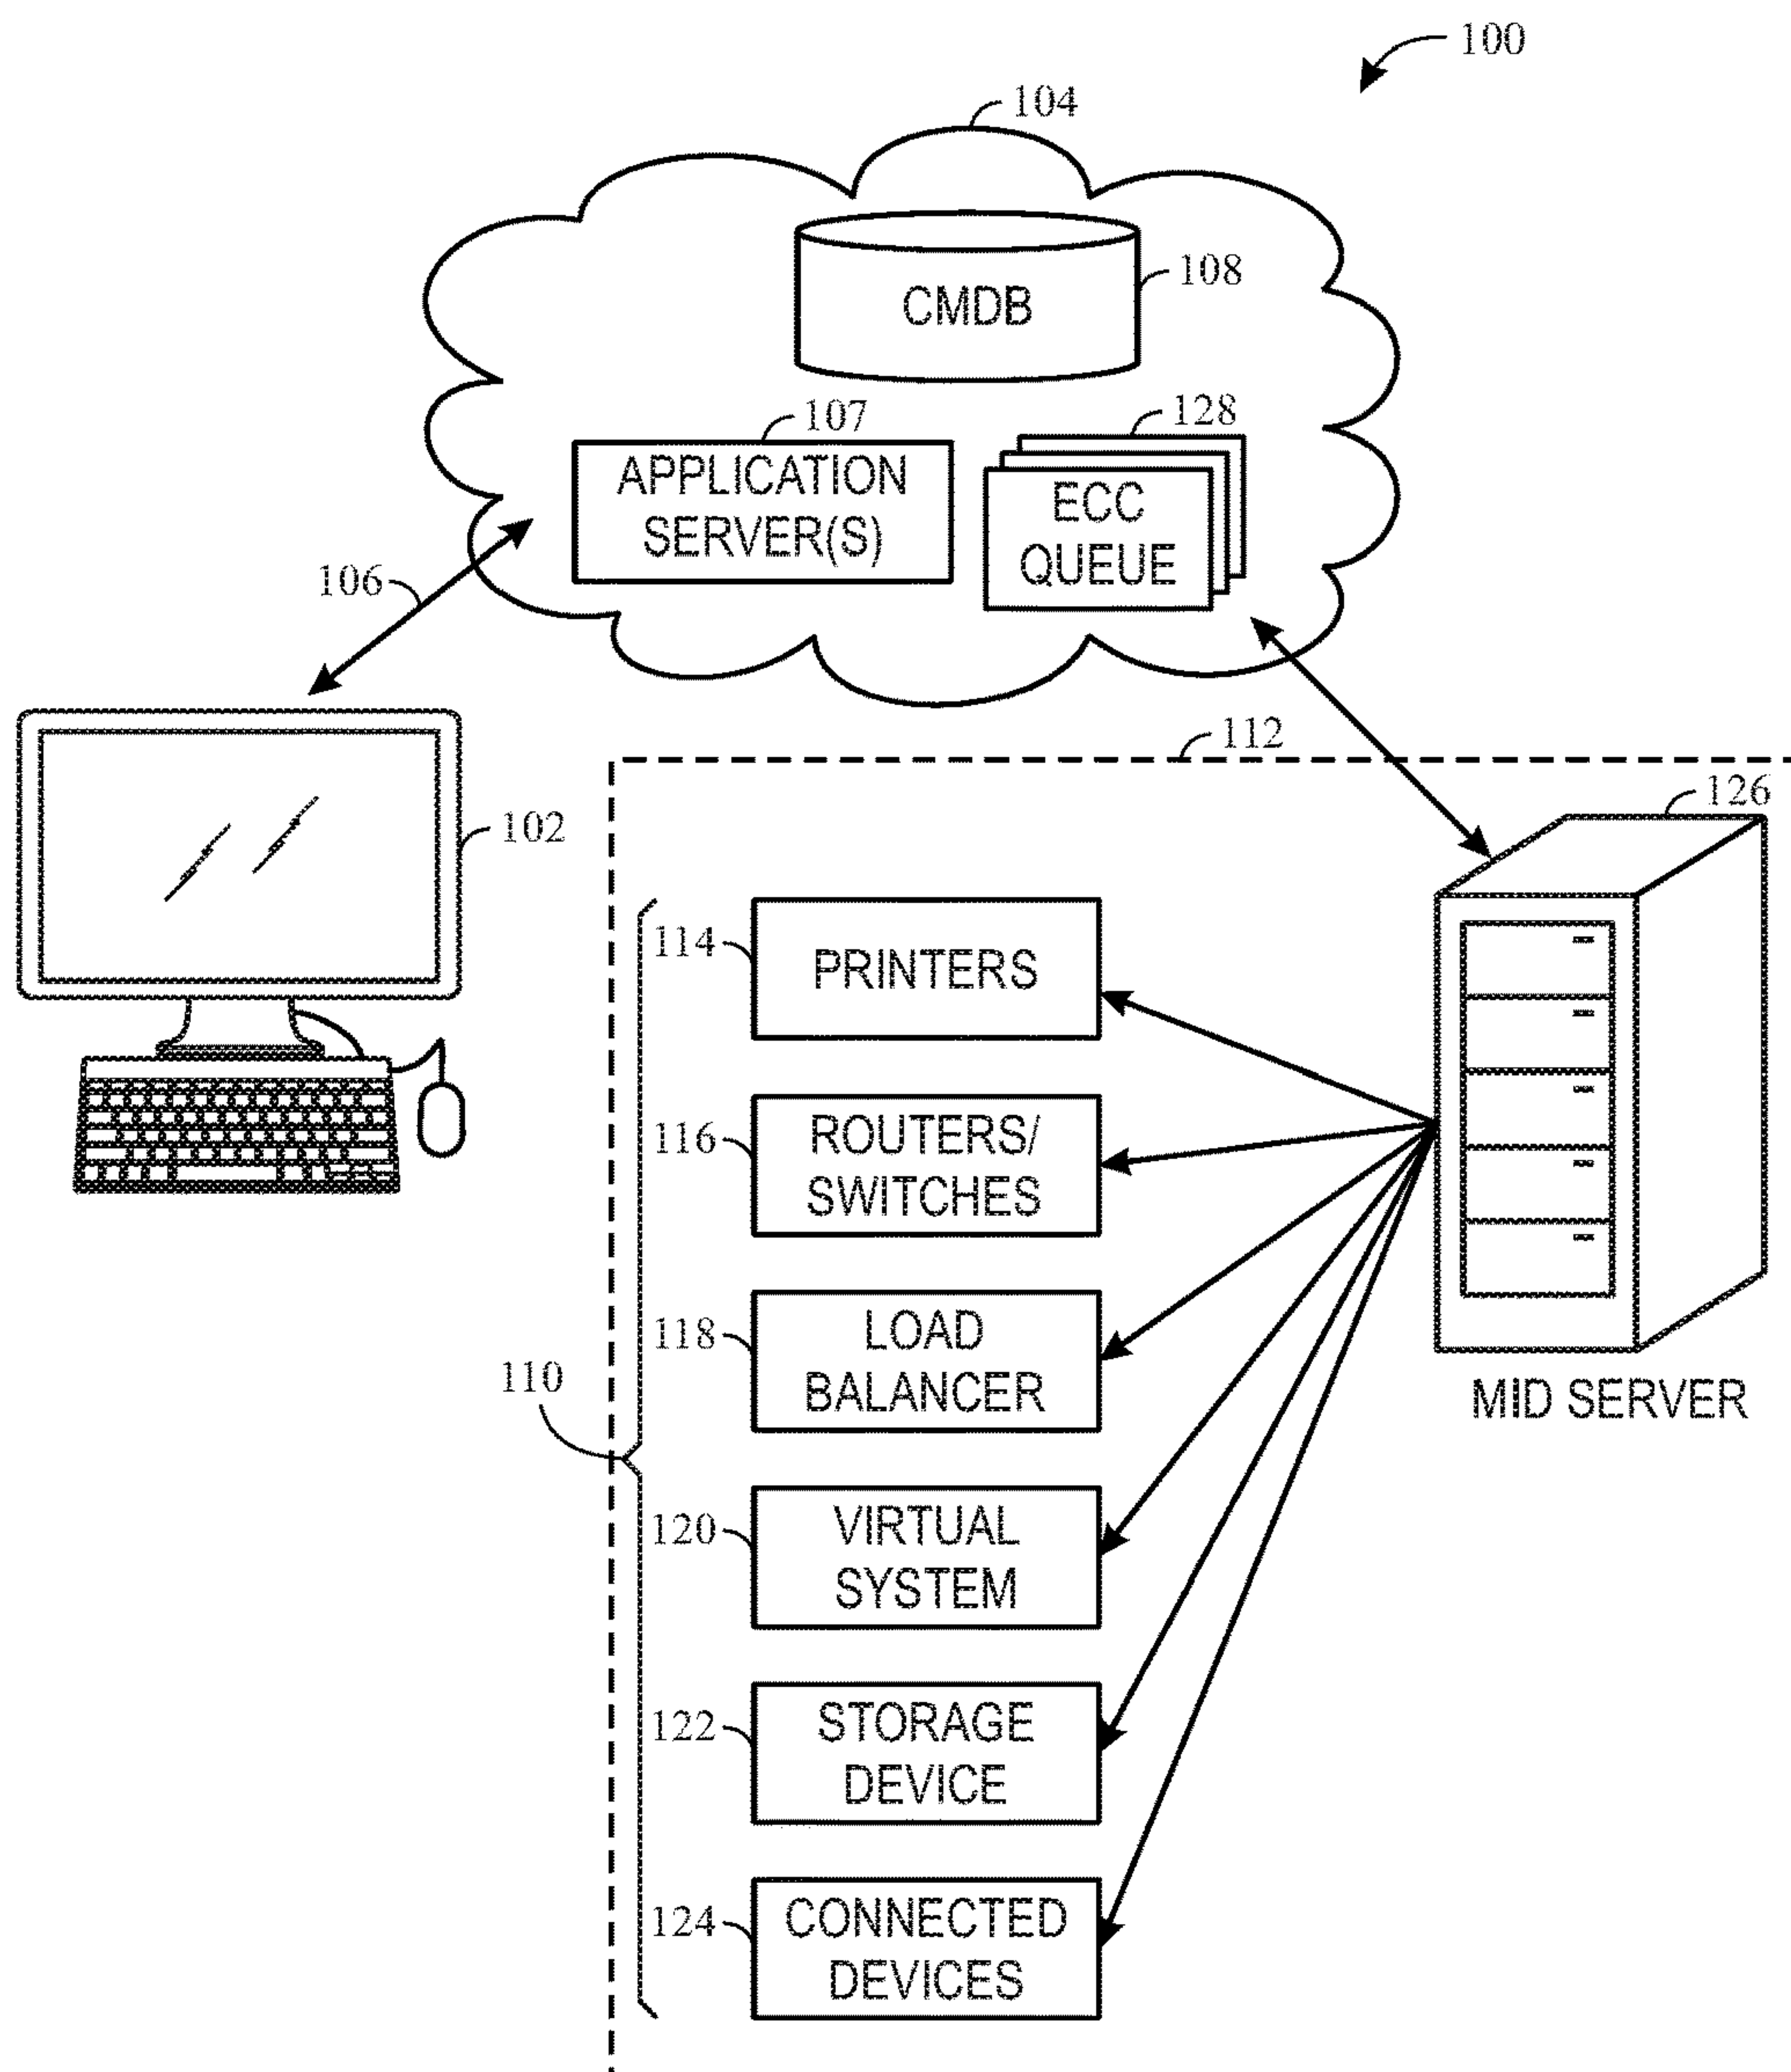 100
104
CMDB
108
107
128
APPLICATION
SERVER(S)
ECC
QUEUE
106
112
126
102
114
PRINTERS
116
ROUTERS/
SWITCHES
118
LOAD
BALANCER
110
MID SERVER
120
VIRTUAL
SYSTEM
122
STORAGE
DEVICE
124
CONNECTED
DEVICES